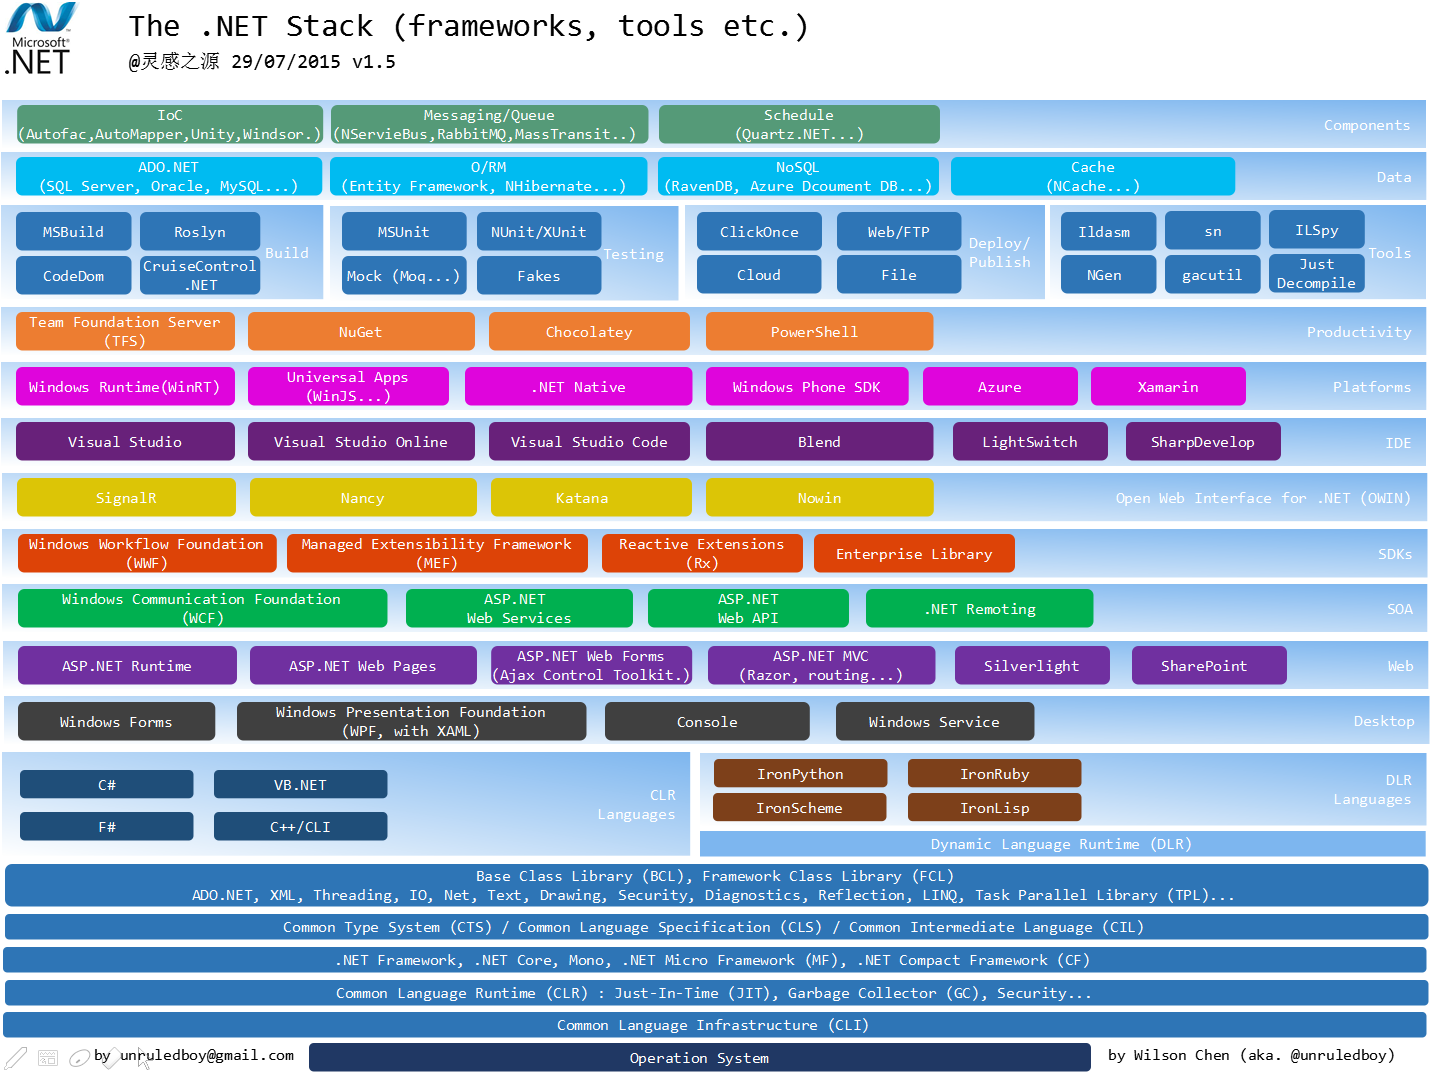 Microsoft®
.NET
The .NET Stack (frameworks, tools etc.)
@灵感之源 29/07/2015 v1.5
IoC
(Autofac,AutoMapper,Unity,Windsor.)
Messaging/Queue
(NServieBus,RabbitMQ,MassTransit..)
Schedule
(Quartz.NET...)
Components
ADO.NET
(SQL Server, Oracle, MySQL...)
O/RM
(Entity Framework, NHibernate...)
NoSQL
(RavenDB, Azure Dcoument DB...)
Cache
(NCache...)
Data
MSBuild
Roslyn
CodeDom
CruiseControl
.NET
Build
MSUnit
NUnit/XUnit
Mock (Moq...)
Fakes
Testing
ClickOnce
Web/FTP
Cloud
File
Deploy/
Publish
Ildasm
sn
ILSpy
NGen
gacutil
Just
Decompile
Tools
Team Foundation Server
(TFS)
NuGet
Chocolatey
PowerShell
Productivity
Windows Runtime(WinRT)
Universal Apps
(WinJS...)
.NET Native
Windows Phone SDK
Azure
Xamarin
Platforms
Visual Studio
Visual Studio Online
Visual Studio Code
Blend
LightSwitch
SharpDevelop
IDE
SignalR
Nancy
Katana
Nowin
Open Web Interface for .NET (OWIN)
Windows Workflow Foundation
(WWF)
Managed Extensibility Framework
(MEF)
Reactive Extensions
(Rx)
Enterprise Library
SDKs
Windows Communication Foundation
(WCF)
ASP.NET
Web Services
ASP.NET
Web API
.NET Remoting
SOA
ASP.NET Runtime
ASP.NET Web Pages
ASP.NET Web Forms
(Ajax Control Toolkit.)
ASP.NET MVC
(Razor, routing...)
Silverlight
SharePoint
Web
Windows Forms
Windows Presentation Foundation
(WPF, with XAML)
Console
Windows Service
Desktop
C#
VB.NET
F#
C++/CLI
CLR
Languages
IronPython
IronRuby
IronScheme
IronLisp
DLR
Languages
Dynamic Language Runtime (DLR)
Base Class Library (BCL), Framework Class Library (FCL)
ADO.NET, XML, Threading, IO, Net, Text, Drawing, Security, Diagnostics, Reflection, LINQ, Task Parallel Library (TPL)...
Common Type System (CTS) / Common Language Specification (CLS) / Common Intermediate Language (CIL)
.NET Framework, .NET Core, Mono, .NET Micro Framework (MF), .NET Compact Framework (CF)
Common Language Runtime (CLR) : Just-In-Time (JIT), Garbage Collector (GC), Security...
Common Language Infrastructure (CLI)
by unruledboy@gmail.com
Operation System
by Wilson Chen (aka. @unruledboy)